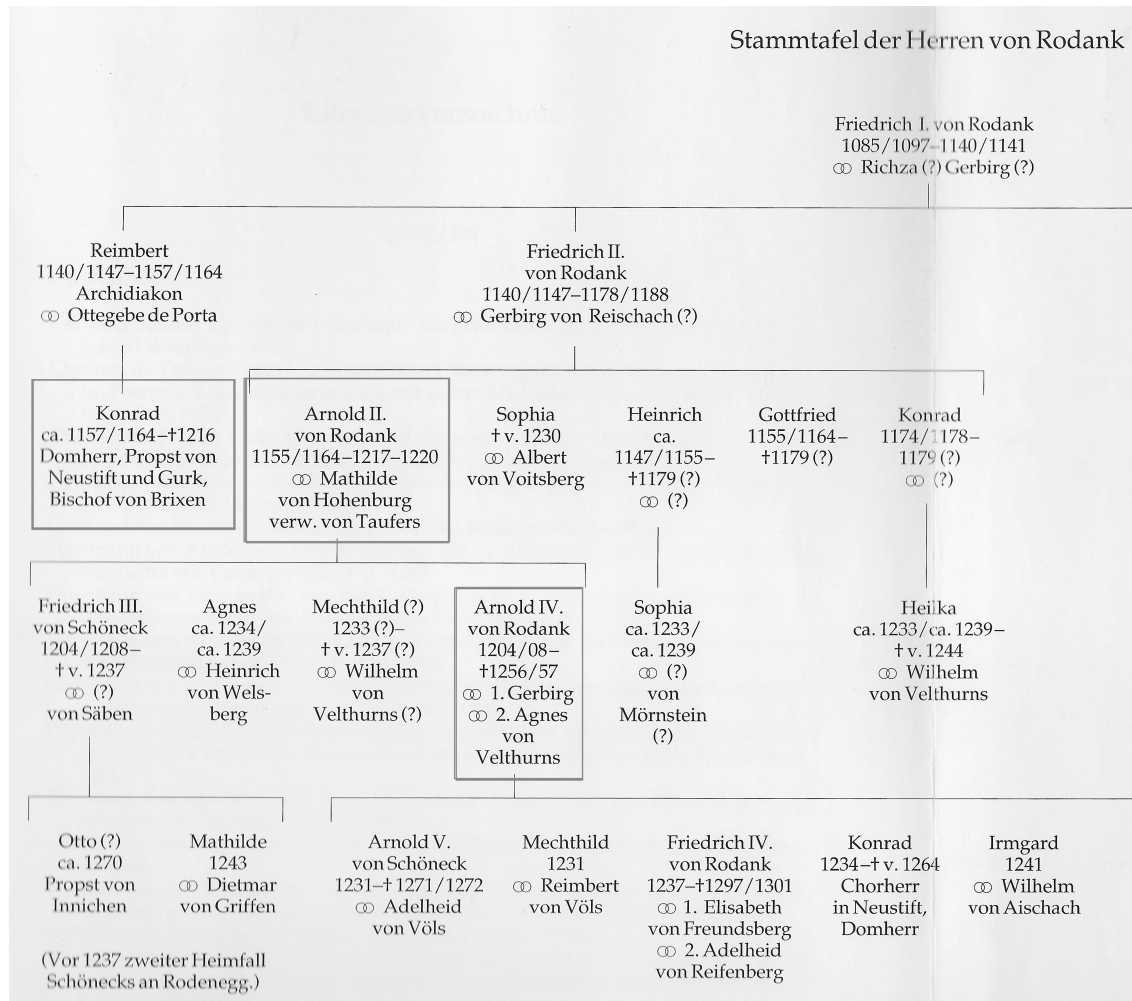 Stammtafel der Herren von Rodank
Friedrich I. von Rodank
1085/1097–1140/1141
⚭ Richza (?) Gerbirg (?)
Reimbert
1140/1147–1157/1164
Archidiakon
⚭ Ottegebe de Porta
Friedrich II.
von Rodank
1140/1147–1178/1188
⚭ Gerbirg von Reischach (?)
Konrad
ca. 1157/1164–†1216
Domherr, Propst von
Neustift und Gurk,
Bischof von Brixen
Arnold II.
von Rodank
1155/1164–1217–1220
⚭ Mathilde
von Hohenburg
verw. von Taufers
Sophia
† v. 1230
⚭ Albert
von Voitsberg
Heinrich
ca.
1147/1155–
†1179 (?)
⚭ (?)
Gottfried
1155/1164–
†1179 (?)
Konrad
1174/1178–
1179 (?)
⚭ (?)
Friedrich III.
von Schöneck
1204/1208–
† v. 1237
⚭ (?)
von Säben
Agnes
ca. 1234/
ca. 1239
⚭ Heinrich
von Wels-
berg
Mechthild (?)
1233 (?)–
† v. 1237 (?)
⚭ Wilhelm
von
Velthurns (?)
Arnold IV.
von Rodank
1204/08–
†1256/57
⚭ 1. Gerbirg
⚭ 2. Agnes
von
Velthurns
Sophia
ca. 1233/
ca. 1239
⚭ (?)
von
Mörnstein
(?)
Heilka
ca. 1233/ca. 1239–
† v. 1244
⚭ Wilhelm
von Velthurns
Otto (?)
ca. 1270
Propst von
Innichen
Mathilde
1243
⚭ Dietmar
von Griffen
Arnold V.
von Schöneck
1231–† 1271/1272
⚭ Adelheid
von Völs
Mechthild
1231
⚭ Reimbert
von Völs
Friedrich IV.
von Rodank
1237–†1297/1301
⚭ 1. Elisabeth
von Freundsberg
⚭ 2. Adelheid
von Reifenberg
Konrad
1234–† v. 1264
Chorherr
in Neustift,
Domherr
Irmgard
1241
⚭ Wilhelm
von Aischach
(Vor 1237 zweiter Heimfall
Schönecks an Rodenegg.)